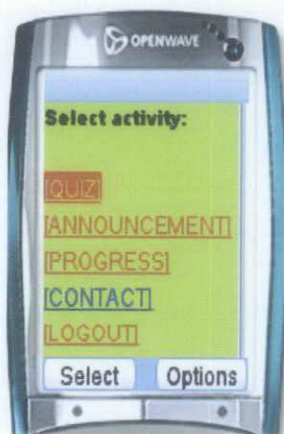 OPENWAVE
Select activity:
[QUIZ]
[ANNOUNCEMENT]
[PROGRESS]
[CONTACT]
[LOGOUT]
Select Options